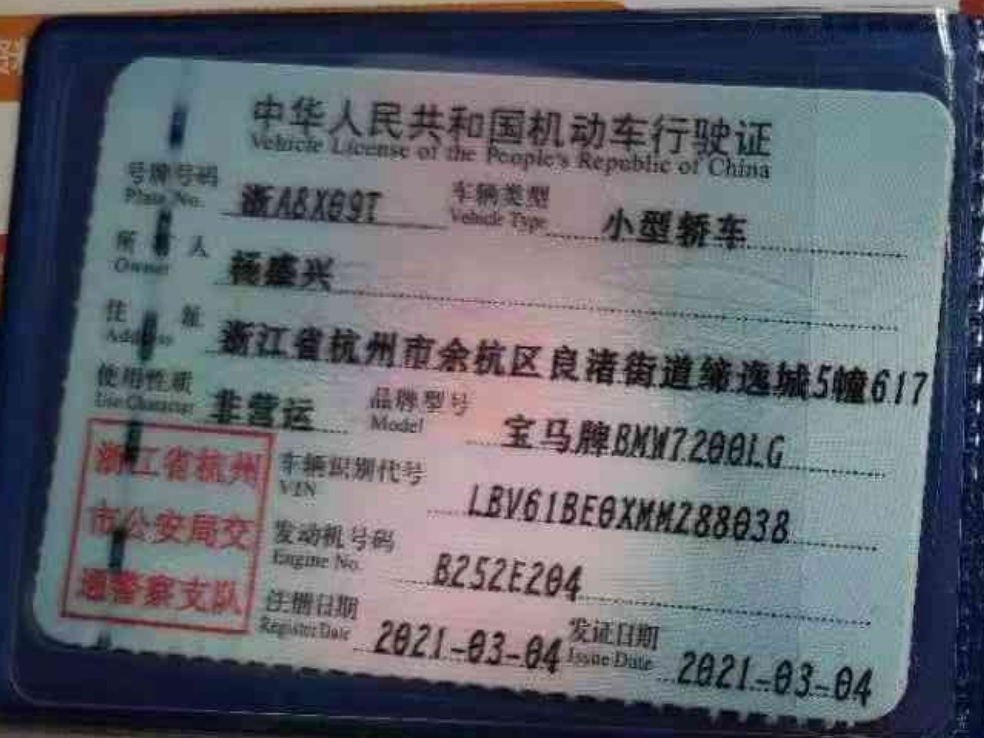 中华人民共和国机动车行驶证
Vehicle License of the People's Republic of China
号牌号码 浙A8X09T 车辆类型 小型轿车
Plate No. Vehicle Type
所有人 杨盛兴
Owner
住址 浙江省杭州市余杭区良渚街道缔逸城5幢617
Address
使用性质 非营运 品牌型号 宝马牌BMW7200LG
Use Character Model
车辆识别代号 LBV61BE0XMMZ88038
VIN
发动机号码 B252E204
Engine No.
注册日期 2021-03-04 发证日期 2021-03-04
Register Date Issue Date
浙江省杭州
市公安局交
通警察支队